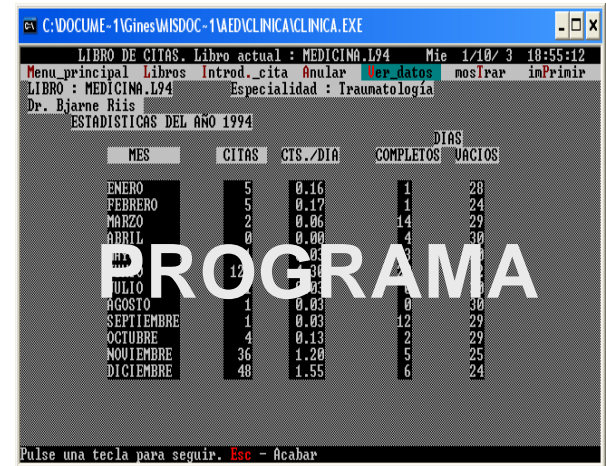 C:\DOCUME~1\Gines\MISDOC~1\AED\CLINICA\CLINICA.EXE
LIBRO DE CITAS. Libro actual : MEDICINA.L94 Mie 1/10/ 3 18:55:12
Menu_principal Libros Introd._cita Anular Ver_datos mosTrar imPrimir
LIBRO : MEDICINA.L94 Especialidad : Traumatología
Dr. Bjarne Riis
ESTADISTICAS DEL AÑO 1994
DIAS
MES CITAS CTS./DIA COMPLETOS VACIOS
ENERO 5 0.16 1 28
FEBRERO 5 0.17 1 24
MARZO 2 0.06 14 29
ABRIL 0 0.00 4 30
PROGRAMA
JULIO
AGOSTO 1 0.03 0 30
SEPTIEMBRE 1 0.03 12 29
OCTUBRE 4 0.13 2 29
NOVIEMBRE 36 1.20 5 25
DICIEMBRE 48 1.55 6 24
Pulse una tecla para seguir. Esc - Acabar